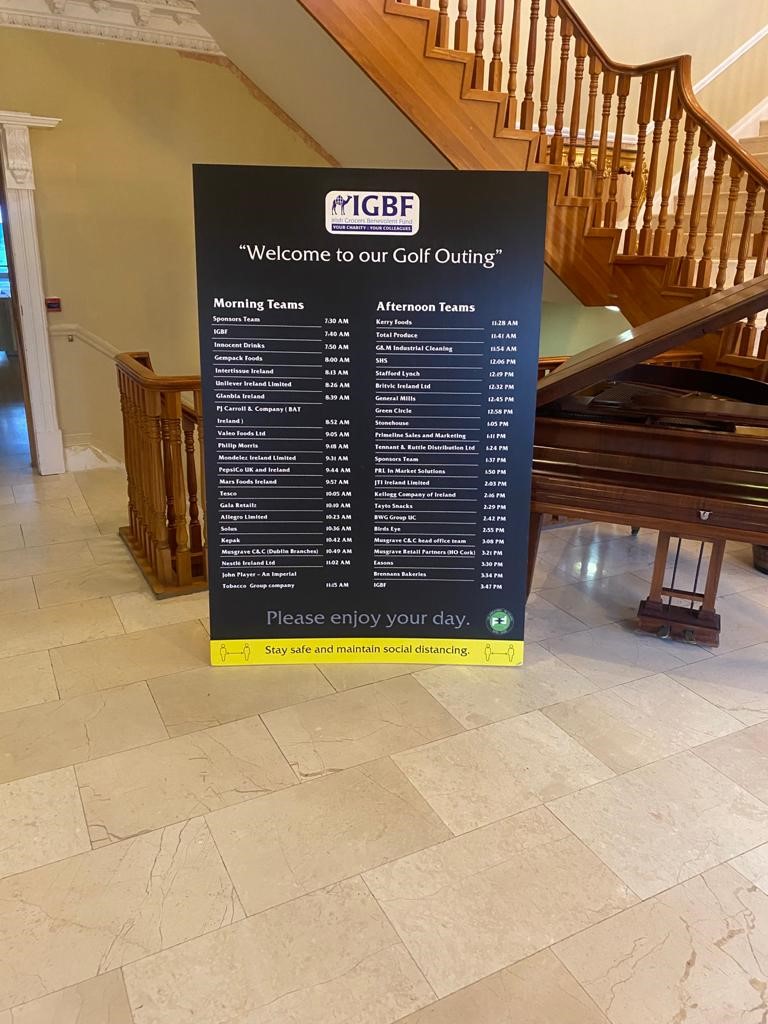 IGBF
Irish Grocers Benevolent Fund
YOUR CHARITY : YOUR COLLEAGUES
“Welcome to our Golf Outing”
Morning Teams
Sponsors Team 7:30 AM
IGBF 7:40 AM
Innocent Drinks 7:50 AM
Gempack Foods 8:00 AM
Intertissue Ireland 8:13 AM
Unilever Ireland Limited 8:26 AM
Glanbia Ireland 8:39 AM
PJ Carroll & Company ( BAT
Ireland ) 8:52 AM
Valeo Foods Ltd 9:05 AM
Philip Morris 9:18 AM
Mondelez Ireland Limited 9:31 AM
PepsiCo UK and Ireland 9:44 AM
Mars Foods Ireland 9:57 AM
Tesco 10:05 AM
Gala Retail 10:10 AM
Allegro Limited 10:23 AM
Solus 10:36 AM
Kepak 10:42 AM
Musgrave C&C (Dublin Branches) 10:49 AM
Nestlé Ireland Ltd 11:02 AM
John Player – An Imperial
Tobacco Group company 11:15 AM
Afternoon Teams
Kerry Foods 11:28 AM
Total Produce 11:41 AM
G&M Industrial Cleaning 11:54 AM
SHS 12:06 PM
Stafford Lynch 12:19 PM
Britvic Ireland Ltd 12:32 PM
General Mills 12:45 PM
Green Circle 12:58 PM
Stonehouse 1:05 PM
Primeline Sales and Marketing 1:11 PM
Tennant & Ruttle Distribution Ltd 1:24 PM
Sponsors Team 1:37 PM
PRL In Market Solutions 1:50 PM
JTI Ireland Limited 2:03 PM
Kellogg Company of Ireland 2:16 PM
Tayto Snacks 2:29 PM
BWG Group UC 2:42 PM
Birds Eye 2:55 PM
Musgrave C&C head office team 3:08 PM
Musgrave Retail Partners (HO Cork) 3:21 PM
Easons 3:30 PM
Brennans Bakeries 3:34 PM
IGBF 3:47 PM
Please enjoy your day.
Stay safe and maintain social distancing.